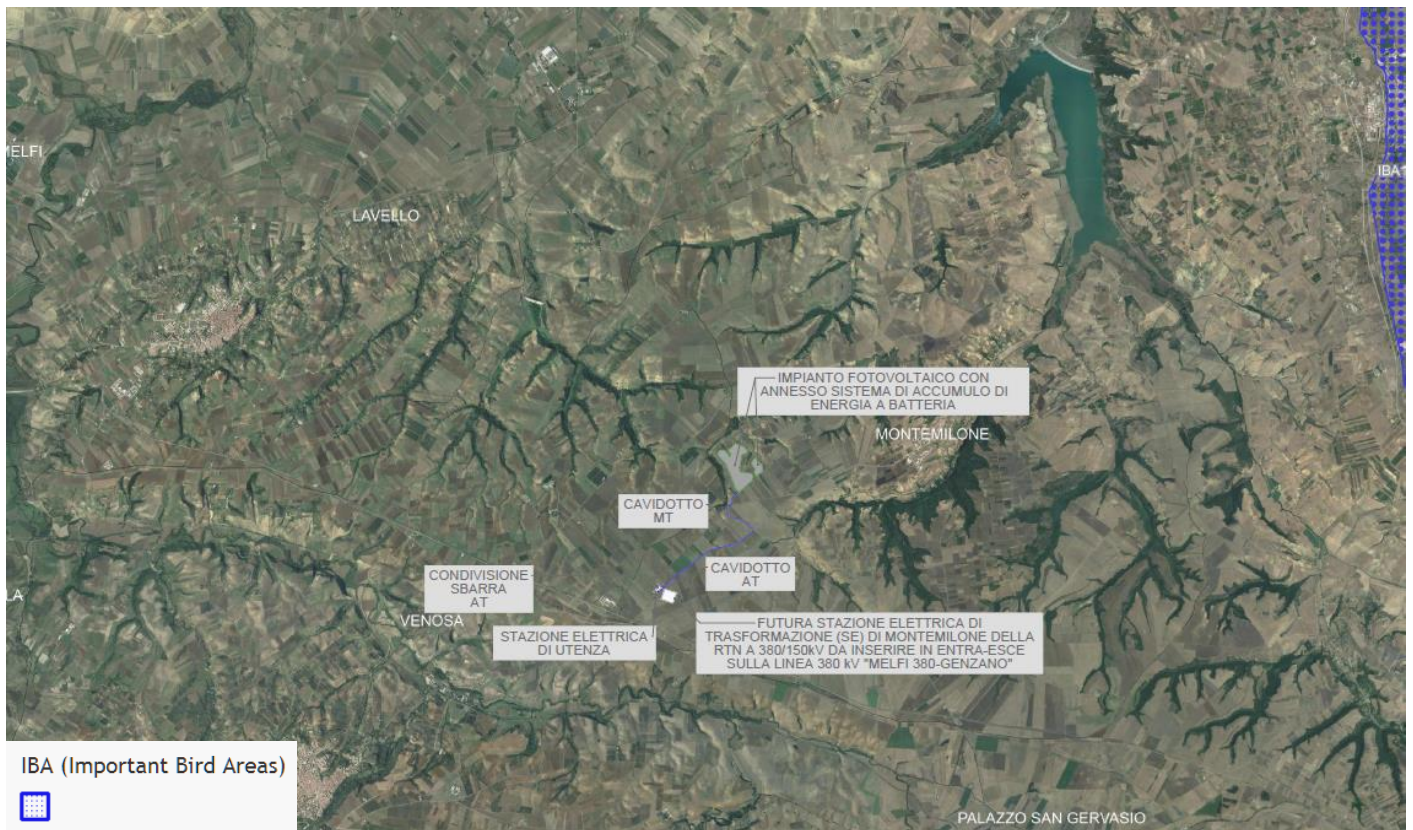 MELFI
IBA1
LAVELLO
IMPIANTO FOTOVOLTAICO CON
ANNESSO SISTEMA DI ACCUMULO DI
ENERGIA A BATTERIA
MONTEMILONE
CAVIDOTTO
MT
CAVIDOTTO
AT
CONDIVISIONE
SBARRA
AT
LA
VENOSA
STAZIONE ELETTRICA
DI UTENZA
FUTURA STAZIONE ELETTRICA DI
TRASFORMAZIONE (SE) DI MONTEMILONE DELLA
RTN A 380/150kV DA INSERIRE IN ENTRA-ESCE
SULLA LINEA 380 kV "MELFI 380-GENZANO"
IBA (Important Bird Areas)
PALAZZO SAN GERVASIO